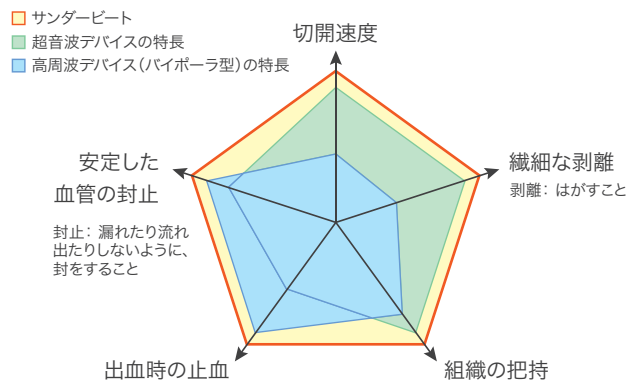 サンダービート
超音波デバイスの特長
高周波デバイス（バイポーラ型）の特長
切開速度
繊細な剥離
剥離： はがすこと
安定した
血管の封止
封止： 漏れたり流れ
出たりしないように、
封をすること
出血時の止血
組織の把持